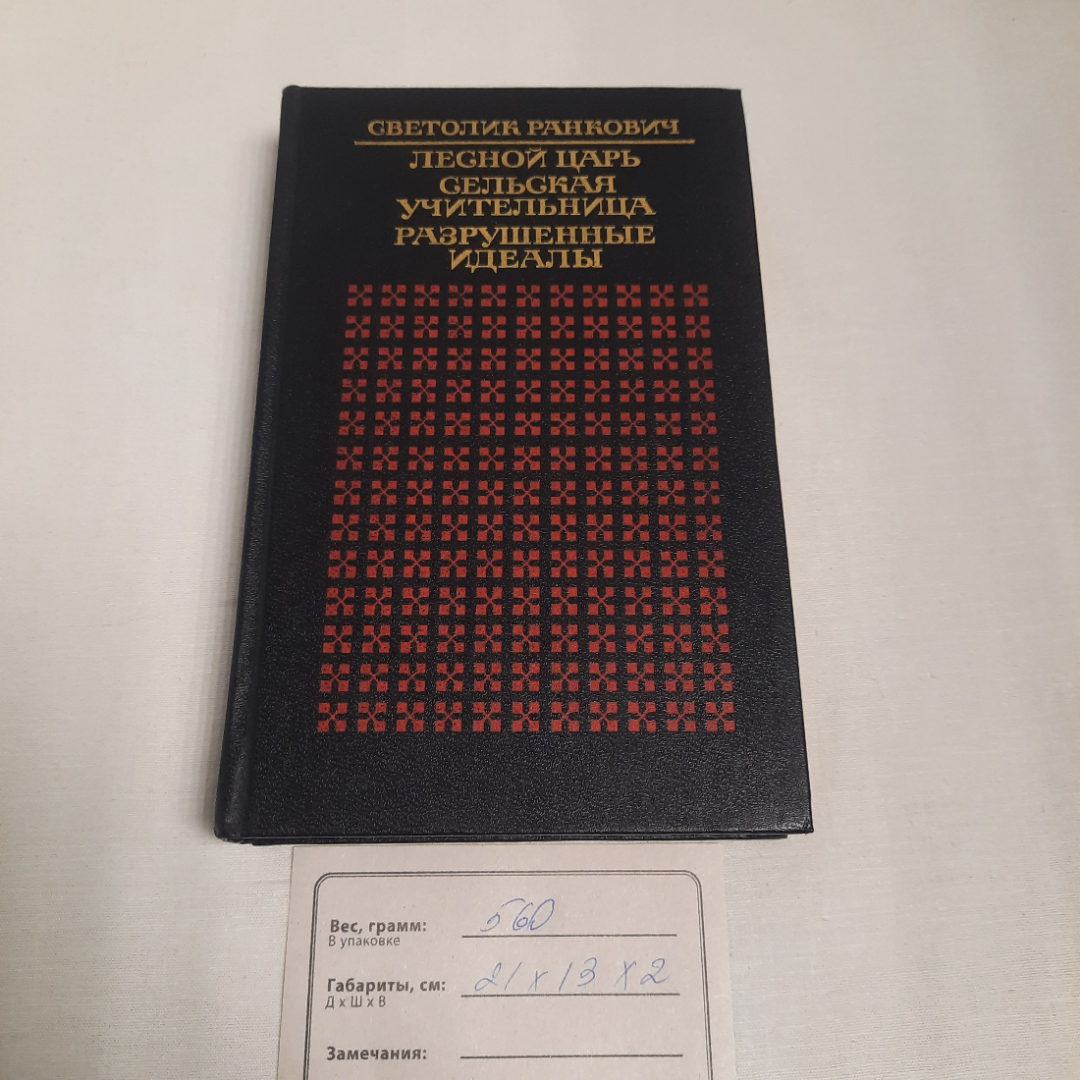 СВЕТОЛИК РАНКОВИЧ
ЛЕСНОЙ ЦАРЬ
СЕЛЬСКАЯ
УЧИТЕЛЬНИЦА
РАЗРУШЕННЫЕ
ИДЕАЛЫ
Вес, грамм: 560
В упаковке
Габариты, см: 21 x 13 x 2
Д х Ш х В
Замечания: